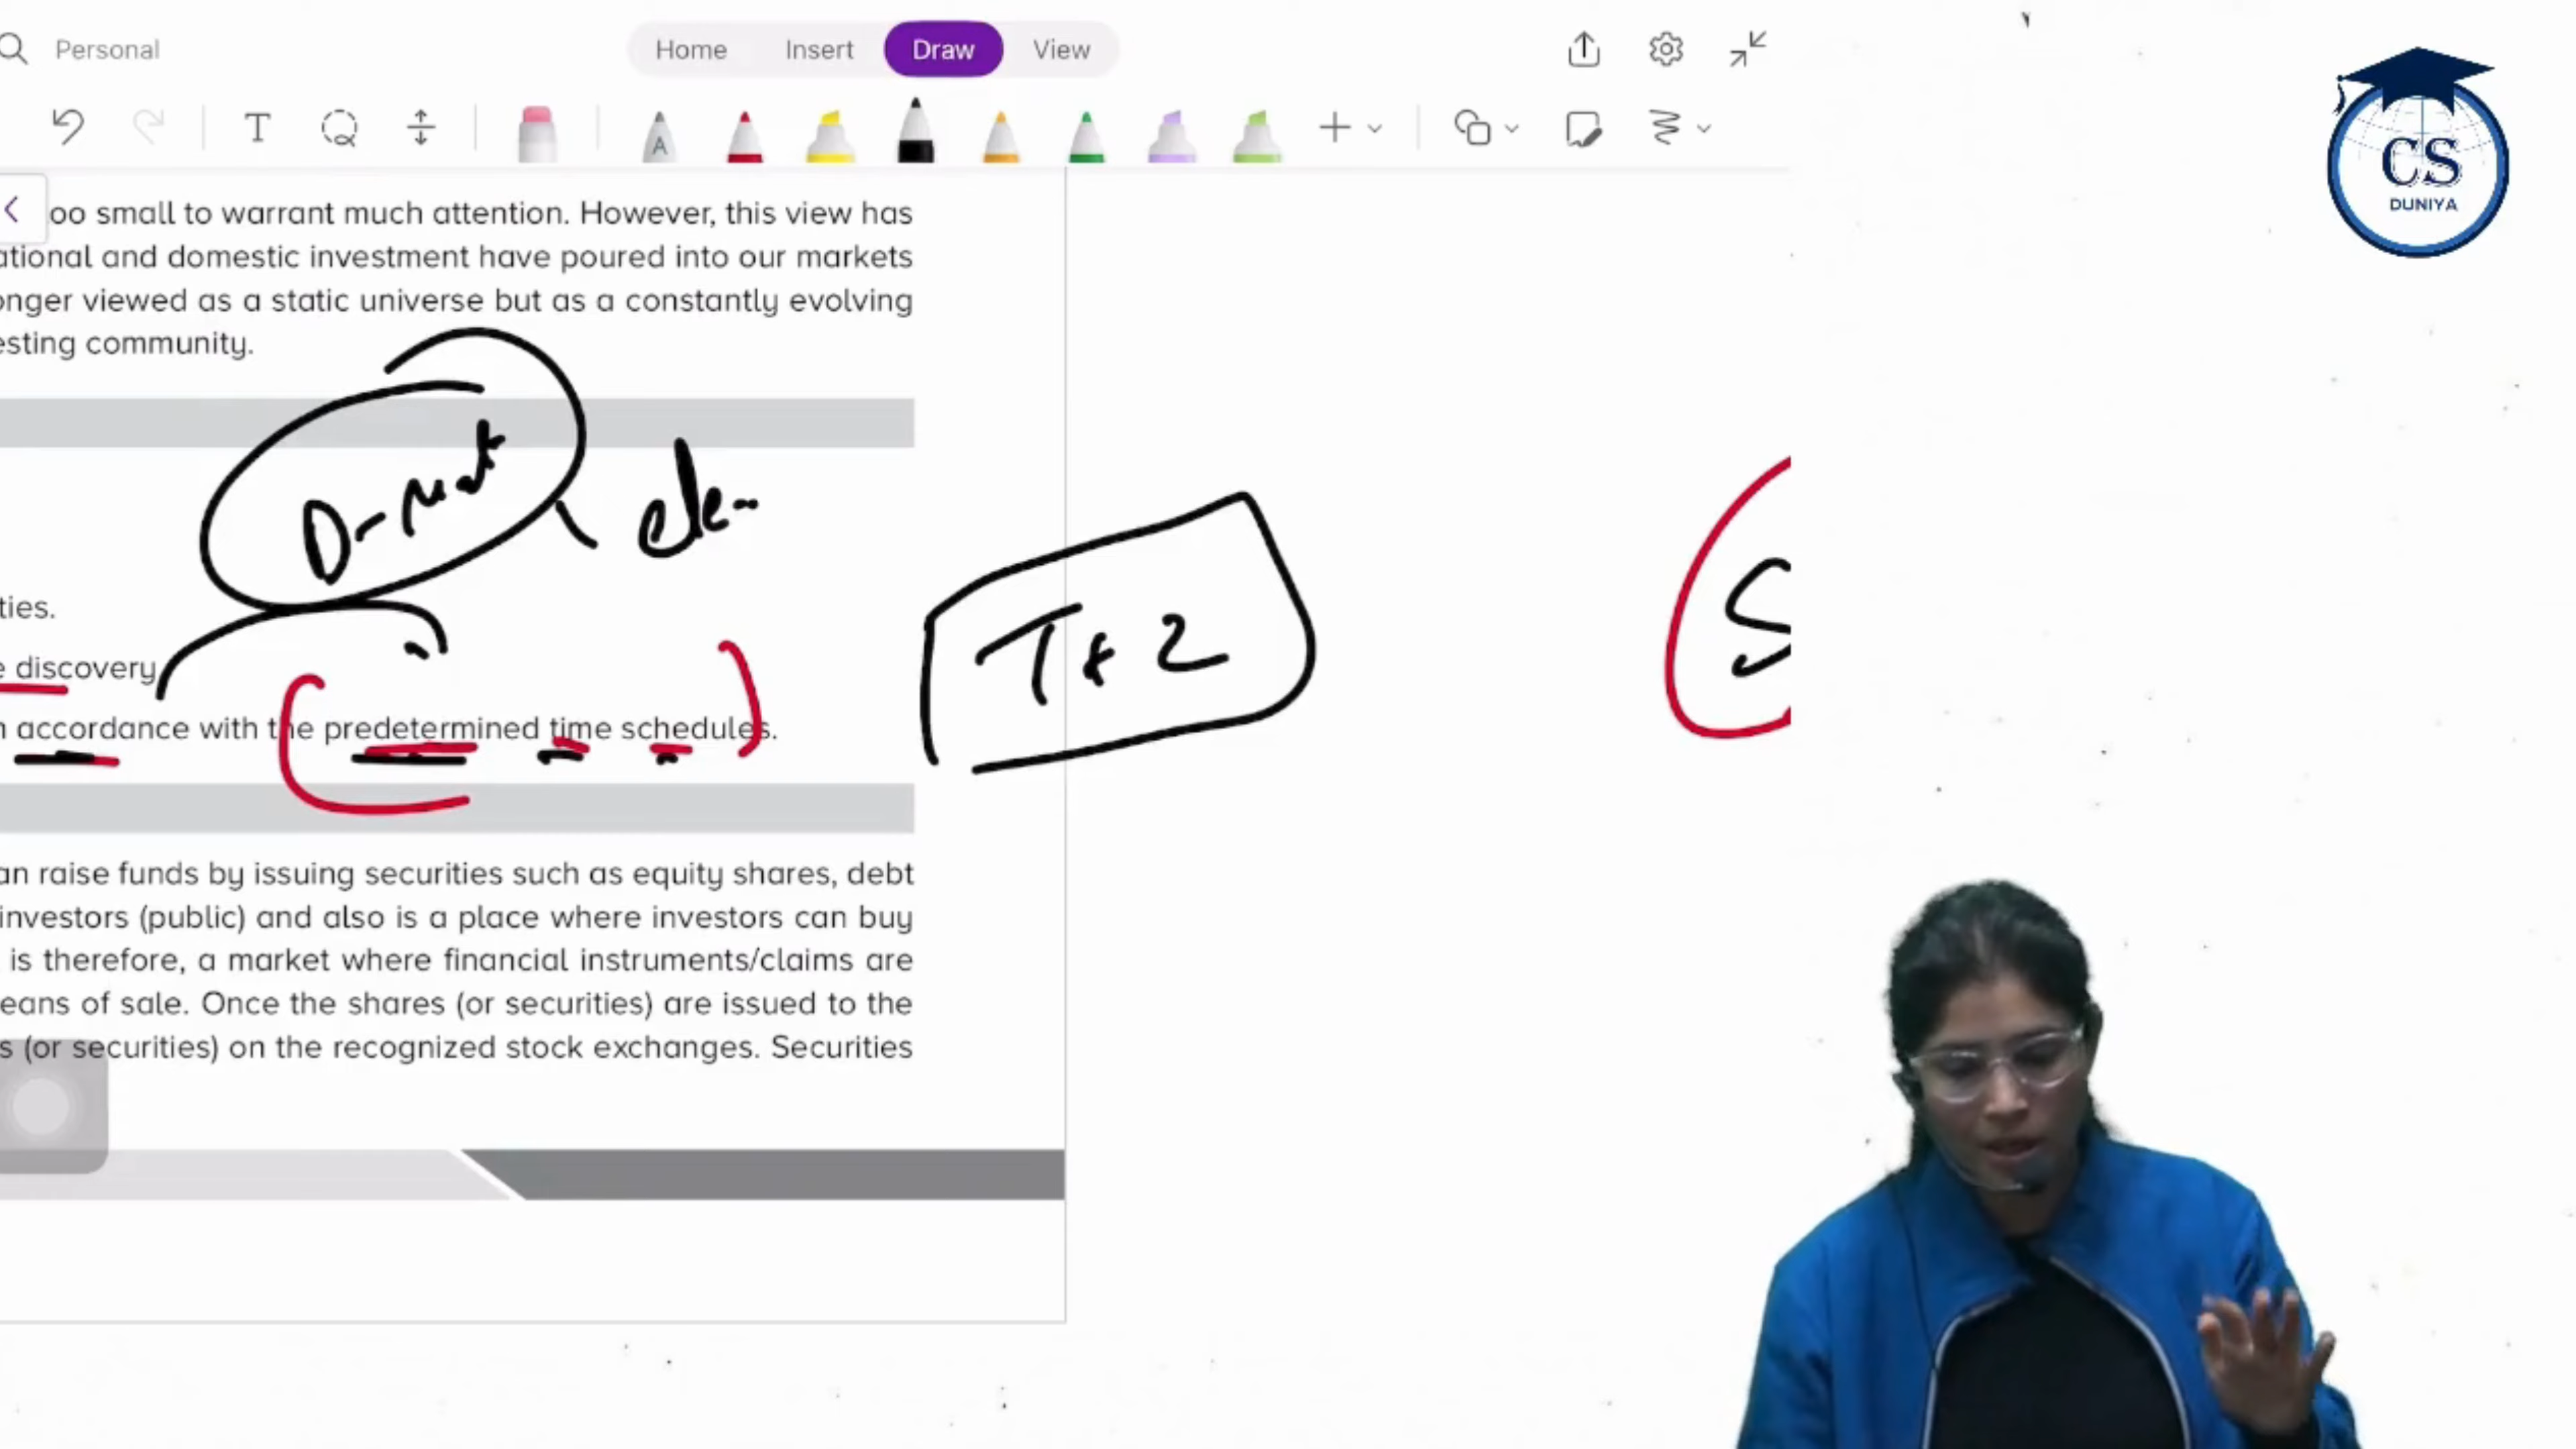 Personal
Home Insert Draw View
T
A
CS
DUNIYA
oo small to warrant much attention. However, this view has
ational and domestic investment have poured into our markets
onger viewed as a static universe but as a constantly evolving
esting community.
D-Mat
ele--
ties.
T+2
S
e discovery
n accordance with the predetermined time schedules.
an raise funds by issuing securities such as equity shares, debt
investors (public) and also is a place where investors can buy
is therefore, a market where financial instruments/claims are
eans of sale. Once the shares (or securities) are issued to the
s (or securities) on the recognized stock exchanges. Securities